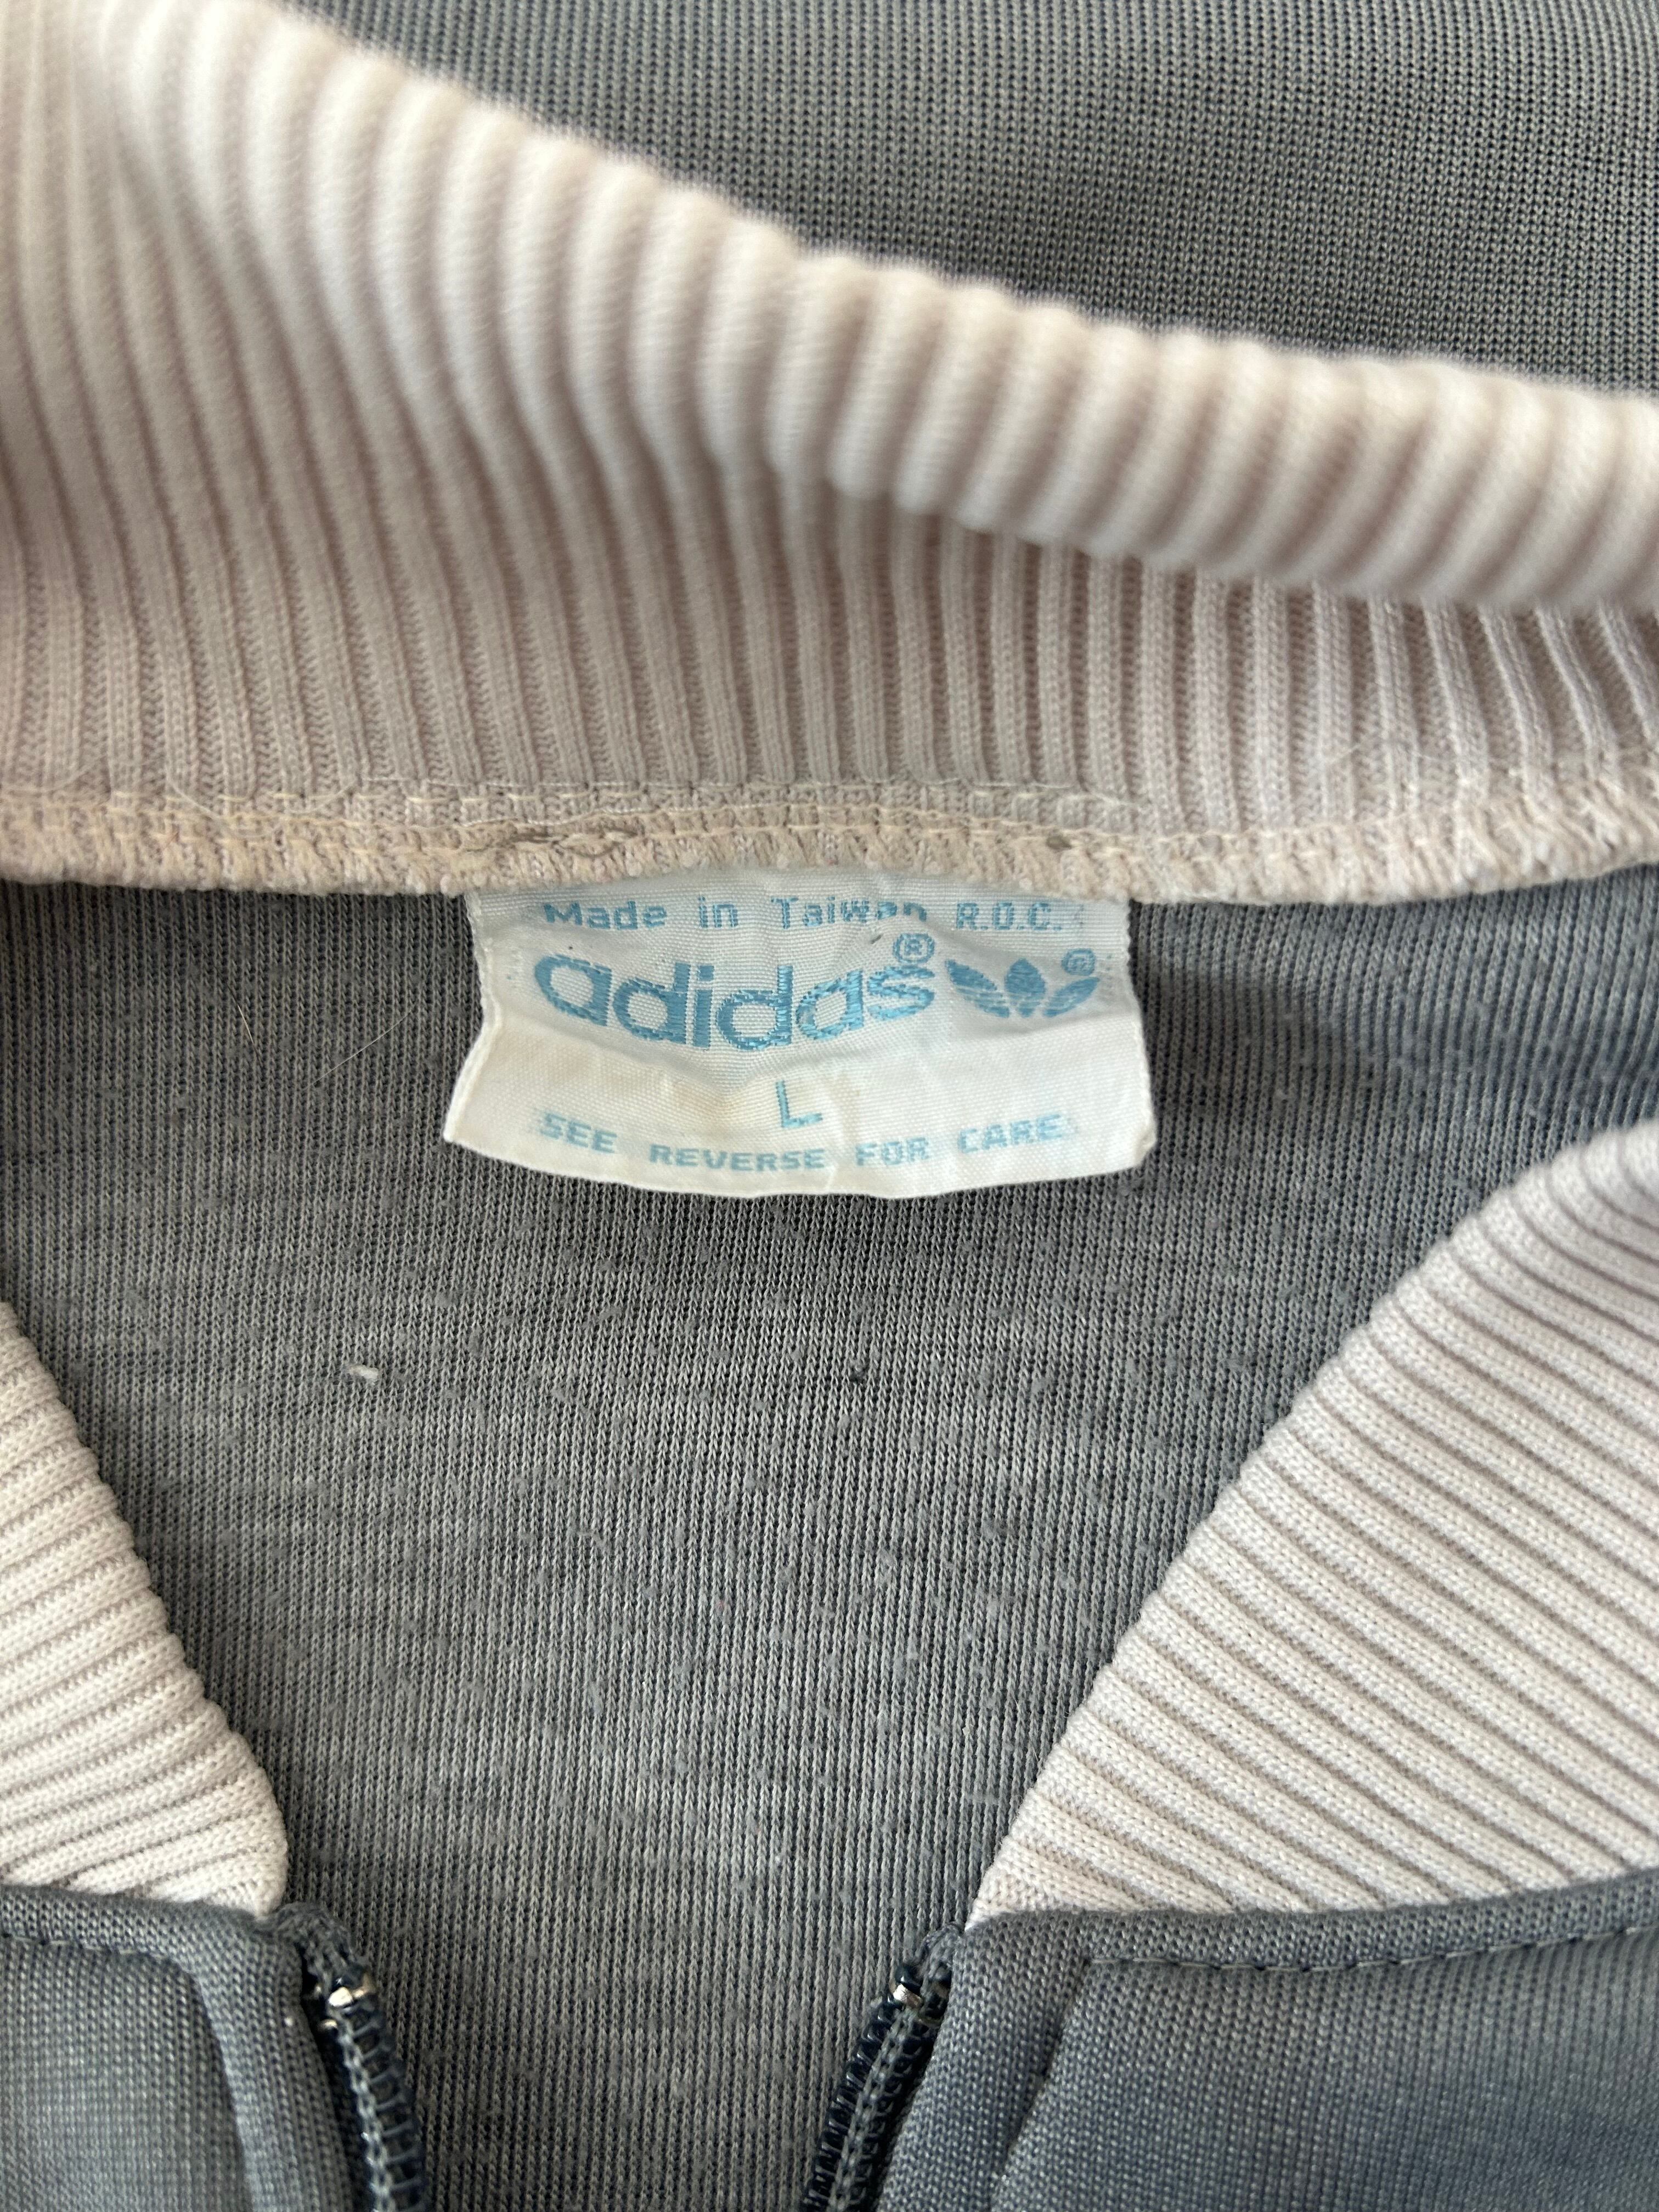 Made in Taiwan R.O.C.
adidas® ®
L
SEE REVERSE FOR CARE